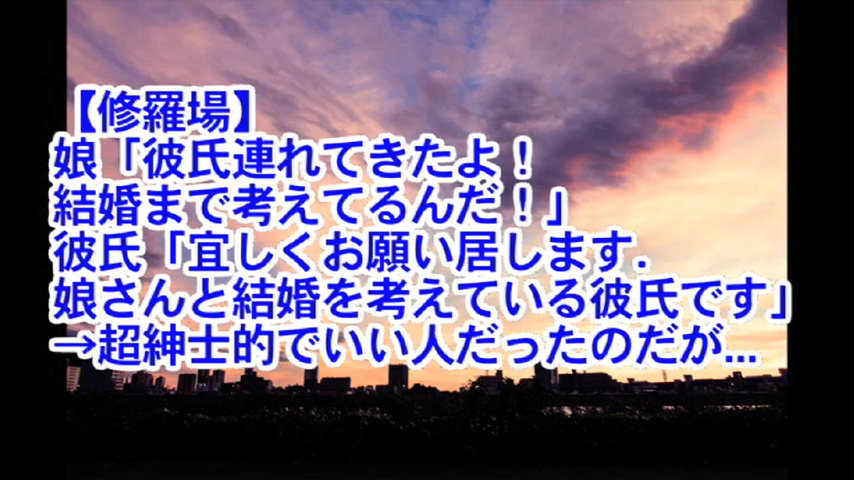 【修羅場】
娘「彼氏連れてきたよ！
結婚まで考えてるんだ！」
彼氏「宜しくお願い居します.
娘さんと結婚を考えている彼氏です」
→超紳士的でいい人だったのだが...